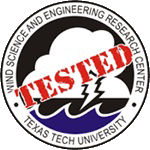 WIND SCIENCE AND ENGINEERING RESEARCH CENTER
TESTED
· TEXAS TECH UNIVERSITY ·